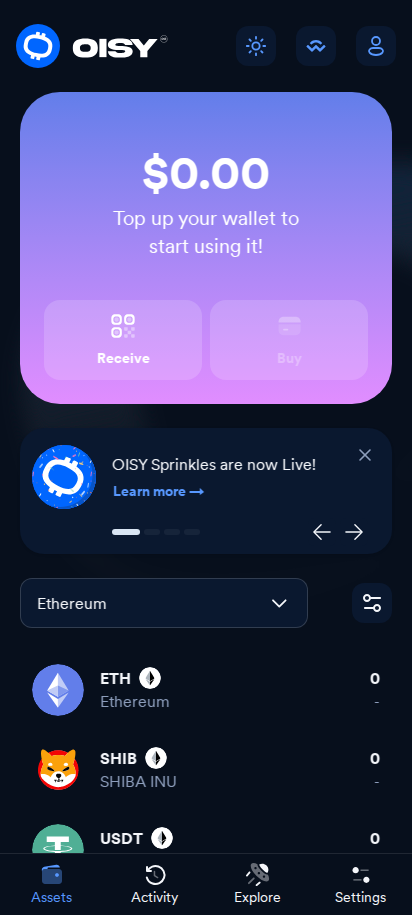 OISY
$0.00
Top up your wallet to
start using it!
Receive
Buy
OISY Sprinkles are now Live!
Learn more →
Ethereum
ETH
0
Ethereum
-
SHIB
0
SHIBA INU
-
USDT
0
Assets
Activity
Explore
Settings